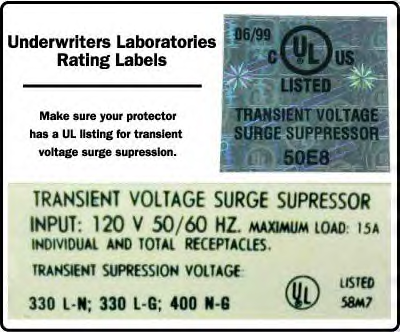 Underwriters Laboratories
Rating Labels
Make sure your protector
has a UL listing for transient
voltage surge supression.
06/99
C UL US
LISTED
TRANSIENT VOLTAGE
SURGE SUPPRESSOR
50E8
TRANSIENT VOLTAGE SURGE SUPRESSOR
INPUT: 120 V 50/60 HZ. MAXIMUM LOAD: 15A
INDIVIDUAL AND TOTAL RECEPTACLES.
TRANSIENT SUPRESSION VOLTAGE
330 L-N; 330 L-G; 400 N-G
UL
LISTED
58M7